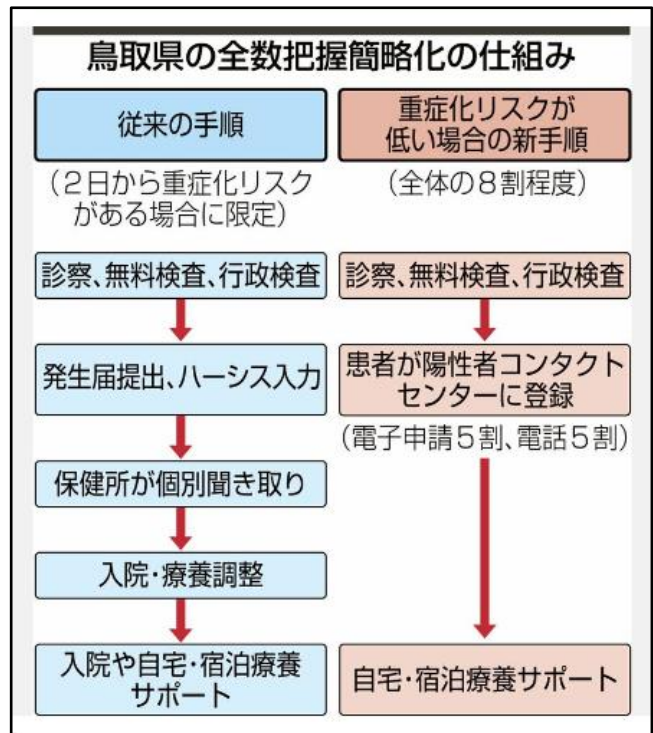 鳥取県の全数把握簡略化の仕組み
従来の手順
(2日から重症化リスク
がある場合に限定)
診察、無料検査、行政検査
発生届提出、ハーシス入力
保健所が個別聞き取り
入院・療養調整
入院や自宅・宿泊療養
サポート
重症化リスクが
低い場合の新手順
(全体の8割程度)
診察、無料検査、行政検査
患者が陽性者コンタクト
センターに登録
(電子申請5割、電話5割)
自宅・宿泊療養サポート